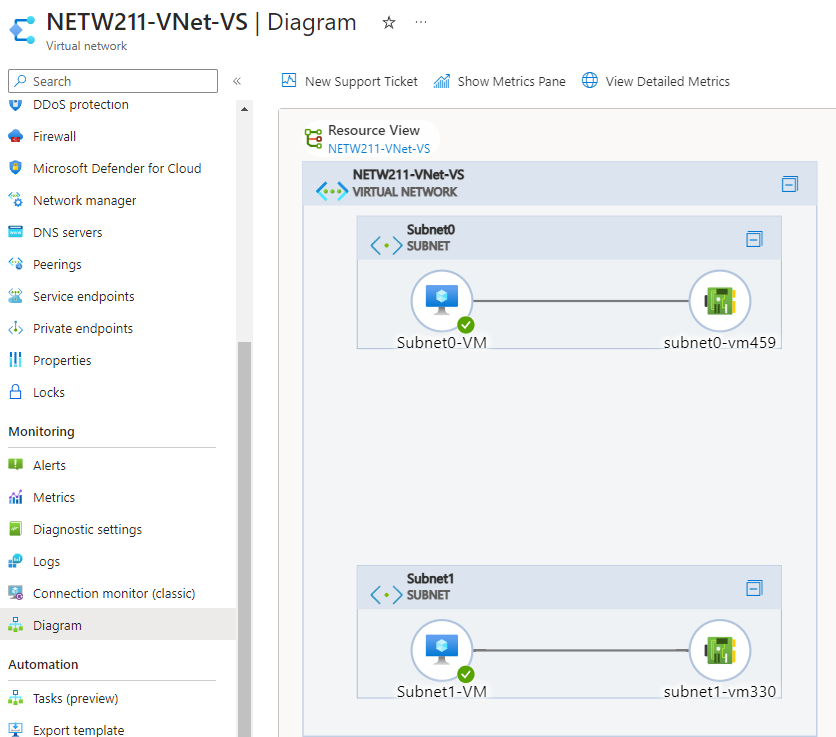 NETW211-VNet-VS | Diagram
Virtual network
Search
DDoS protection
Firewall
Microsoft Defender for Cloud
Network manager
DNS servers
Peerings
Service endpoints
Private endpoints
Properties
Locks
Monitoring
Alerts
Metrics
Diagnostic settings
Logs
Connection monitor (classic)
Diagram
Automation
Tasks (preview)
Export template
New Support Ticket
Show Metrics Pane
View Detailed Metrics
Resource View
NETW211-VNet-VS
NETW211-VNet-VS
VIRTUAL NETWORK
Subnet0
SUBNET
Subnet0-VM
subnet0-vm459
Subnet1
SUBNET
Subnet1-VM
subnet1-vm330